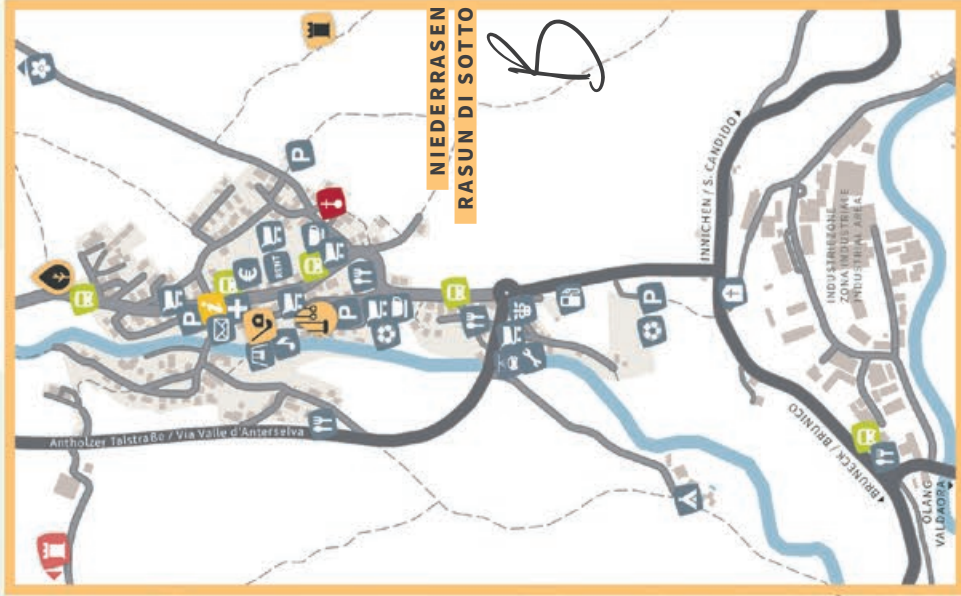 NIEDERRASEN
RASUN DI SOTTO
P
€
RENT
P
i
P
P
Antholzer Talstraße / Via Valle d'Anterselva
INNICHEN / S. CANDIDO
INDUSTRIEZONE
ZONA INDUSTRIALE
INDUSTRIAL AREA
BRUNECK / BRUNICO
OLANG
VALDAORA